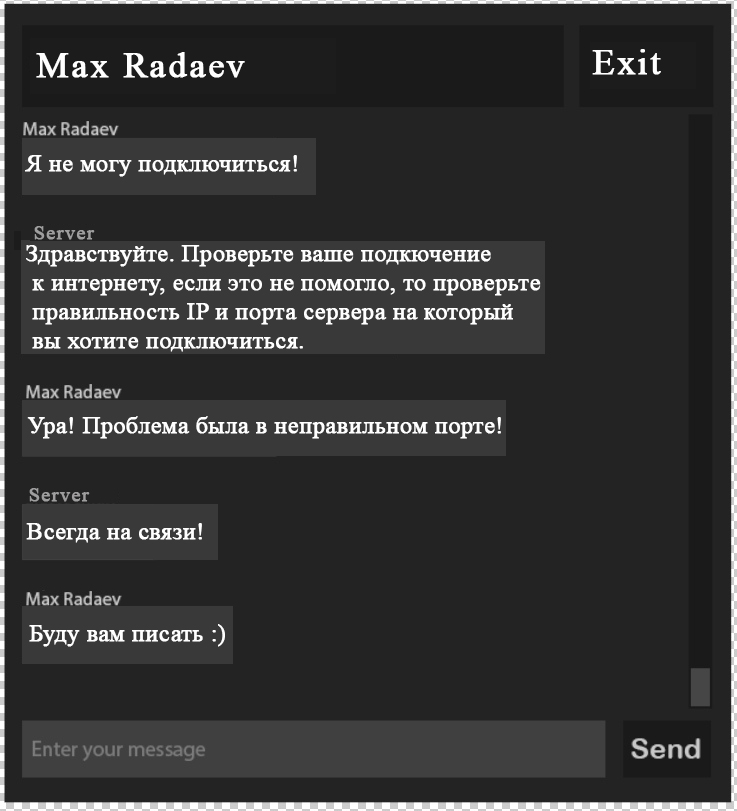 Max Radaev
Exit
Max Radaev
Я не могу подключиться!
Server
Здравствуйте. Проверьте ваше подкючение
к интернету, если это не помогло, то проверьте
правильность IP и порта сервера на который
вы хотите подключиться.
Max Radaev
Ура! Проблема была в неправильном порте!
Server
Всегда на связи!
Max Radaev
Буду вам писать :)
Enter your message
Send